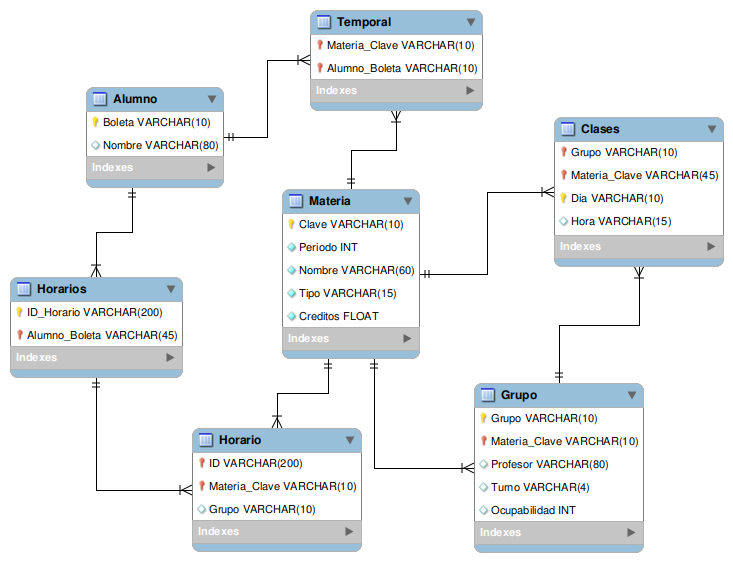 Temporal
Materia_Clave VARCHAR(10)
Alumno_Boleta VARCHAR(10)
Indexes
Alumno
Boleta VARCHAR(10)
Nombre VARCHAR(80)
Indexes
Clases
Grupo VARCHAR(10)
Materia_Clave VARCHAR(45)
Dia VARCHAR(10)
Hora VARCHAR(15)
Indexes
Materia
Clave VARCHAR(10)
Periodo INT
Nombre VARCHAR(60)
Tipo VARCHAR(15)
Creditos FLOAT
Indexes
Horarios
ID_Horario VARCHAR(200)
Alumno_Boleta VARCHAR(45)
Indexes
Grupo
Grupo VARCHAR(10)
Materia_Clave VARCHAR(10)
Profesor VARCHAR(80)
Turno VARCHAR(4)
Ocupabilidad INT
Indexes
Horario
ID VARCHAR(200)
Materia_Clave VARCHAR(10)
Grupo VARCHAR(10)
Indexes